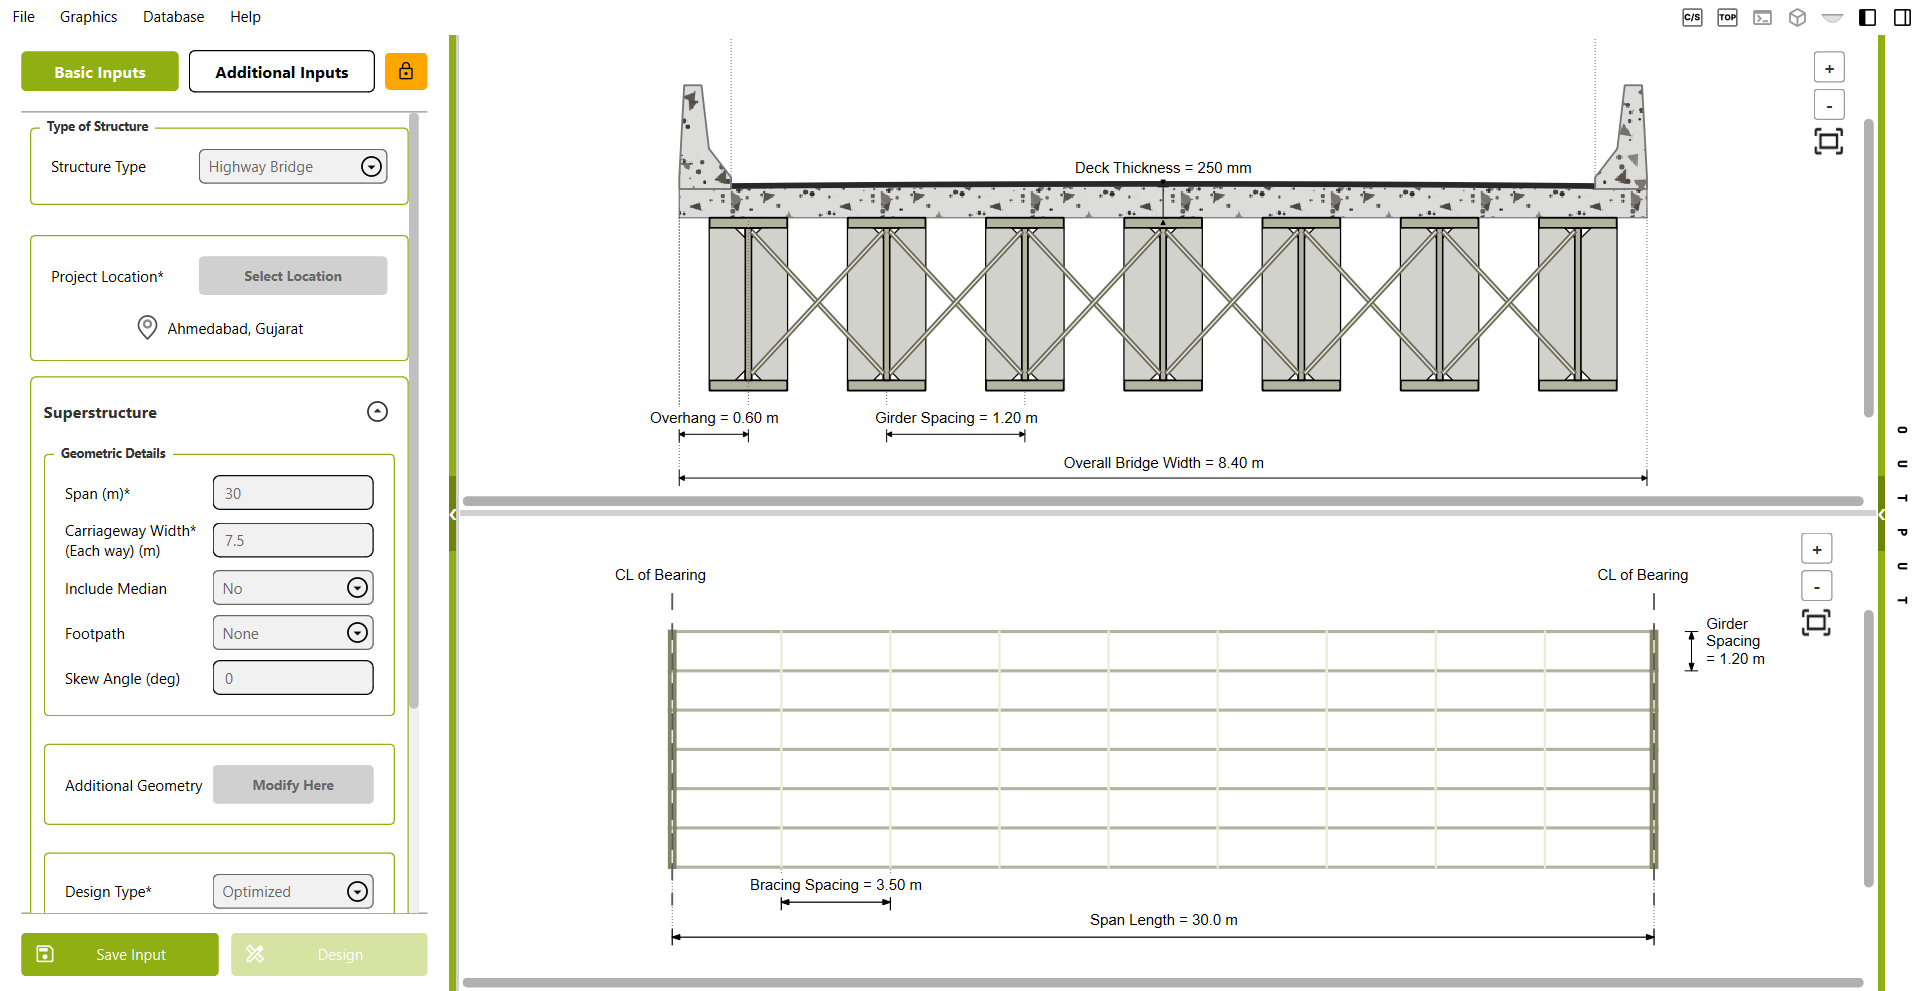 File Graphics Database Help
C/S TOP
Basic Inputs Additional Inputs
Type of Structure
Structure Type Highway Bridge
Project Location* Select Location
Ahmedabad, Gujarat
Superstructure
Geometric Details
Span (m)* 30
Carriageway Width*
(Each way) (m) 7.5
Include Median No
Footpath None
Skew Angle (deg) 0
Additional Geometry Modify Here
Design Type* Optimized
Save Input Design
+
-
Deck Thickness = 250 mm
Overhang = 0.60 m Girder Spacing = 1.20 m
Overall Bridge Width = 8.40 m
+
-
CL of Bearing CL of Bearing
Girder
Spacing
= 1.20 m
Bracing Spacing = 3.50 m
Span Length = 30.0 m
OUTPUT